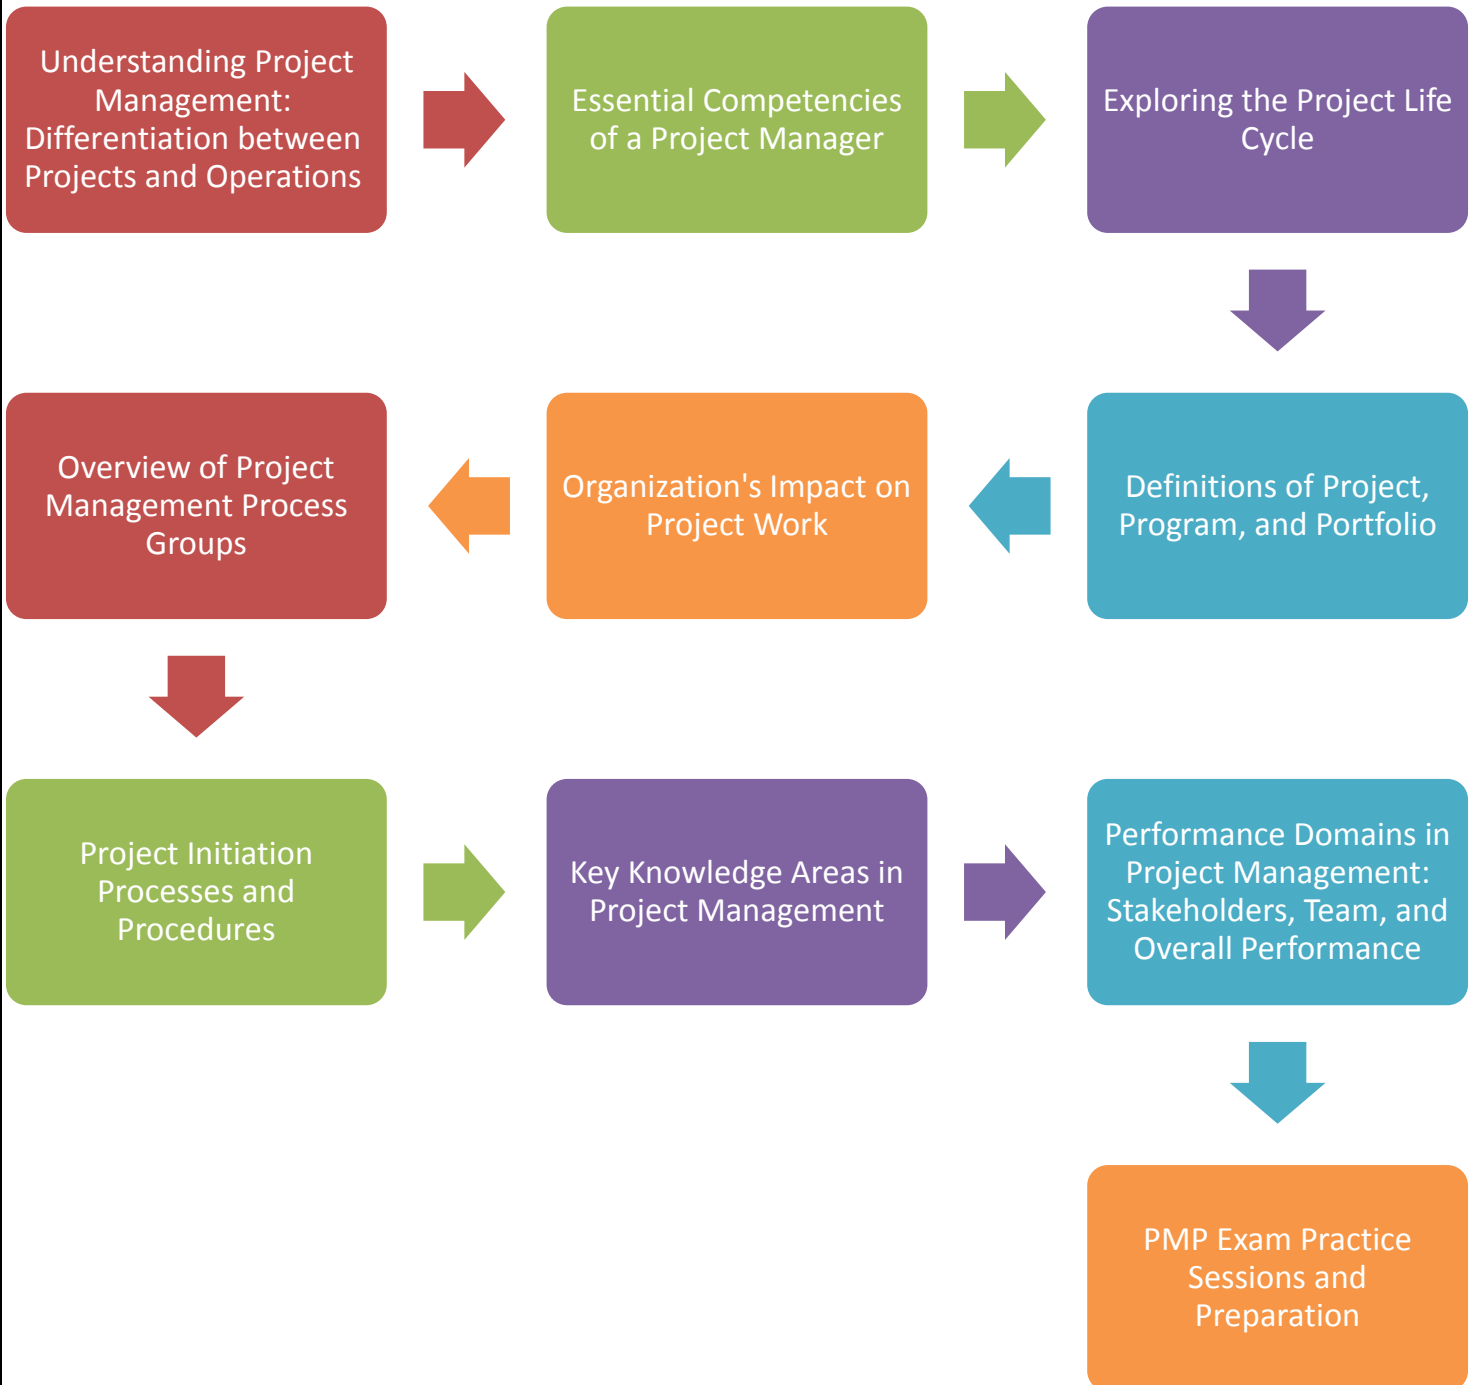 Understanding Project
Management:
Differentiation between
Projects and Operations
Essential Competencies
of a Project Manager
Exploring the Project Life
Cycle
Definitions of Project,
Program, and Portfolio
Organization's Impact on
Project Work
Overview of Project
Management Process
Groups
Project Initiation
Processes and
Procedures
Key Knowledge Areas in
Project Management
Performance Domains in
Project Management:
Stakeholders, Team, and
Overall Performance
PMP Exam Practice
Sessions and
Preparation